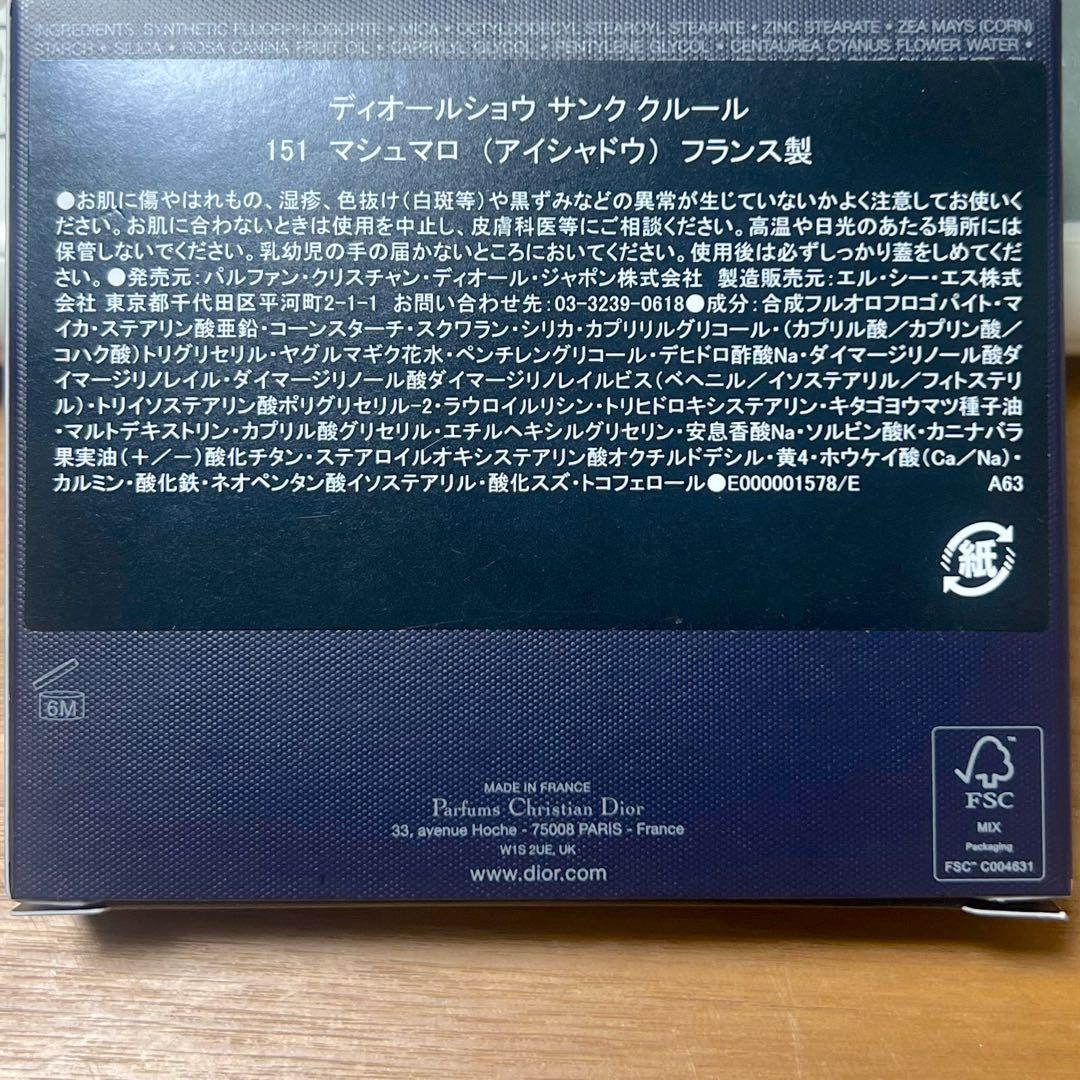 INGREDIENTS: SYNTHETIC FLUORPHLOGOPITE • MICA • OCTYLDODECYL STEAROYL STEARATE • ZINC STEARATE • ZEA MAYS (CORN)
STARCH • SILICA • ROSA CANINA FRUIT OIL • CAPRYLYL GLYCOL • PENTYLENE GLYCOL • CENTAUREA CYANUS FLOWER WATER •
ディオールショウ サンク クルール
151 マシュマロ （アイシャドウ） フランス製
●お肌に傷やはれもの、湿疹、色抜け（白斑等）や黒ずみなどの異常が生じていないかよく注意してお使いく
ださい。お肌に合わないときは使用を中止し、皮膚科医等にご相談ください。高温や日光のあたる場所には
保管しないでください。乳幼児の手の届かないところにおいてください。使用後は必ずしっかり蓋をしめてくだ
さい。●発売元：パルファン・クリスチャン・ディオール・ジャポン株式会社 製造販売元：エル・シー・エス株式
会社 東京都千代田区平河町2-1-1 お問い合わせ先：03-3239-0618●成分：合成フルオロフロゴパイト・マ
イカ・ステアリン酸亜鉛・コーンスターチ・スクワラン・シリカ・カプリリルグリコール・（カプリル酸／カプリン酸／
コハク酸）トリグリセリル・ヤグルマギク花水・ペンチレングリコール・デヒドロ酢酸Na・ダイマージリノール酸ダ
イマージリノレイル・ダイマージリノール酸ダイマージリノレイルビス（ベヘニル／イソステアリル／フィトステリ
ル）・トリイソステアリン酸ポリグリセリル-2・ラウロイルリシン・トリヒドロキシステアリン・キタゴヨウマツ種子油
・マルトデキストリン・カプリル酸グリセリル・エチルヘキシルグリセリン・安息香酸Na・ソルビン酸K・カニナバラ
果実油（＋／－）酸化チタン・ステアロイルオキシステアリン酸オクチルドデシル・黄4・ホウケイ酸（Ca／Na）・
カルミン・酸化鉄・ネオペンタン酸イソステアリル・酸化スズ・トコフェロール●E000001578/E A63
紙
6M
MADE IN FRANCE
Parfums Christian Dior
33, avenue Hoche - 75008 PARIS - France
W1S 2UE, UK
www.dior.com
FSC
MIX
Packaging
FSC™ C004631